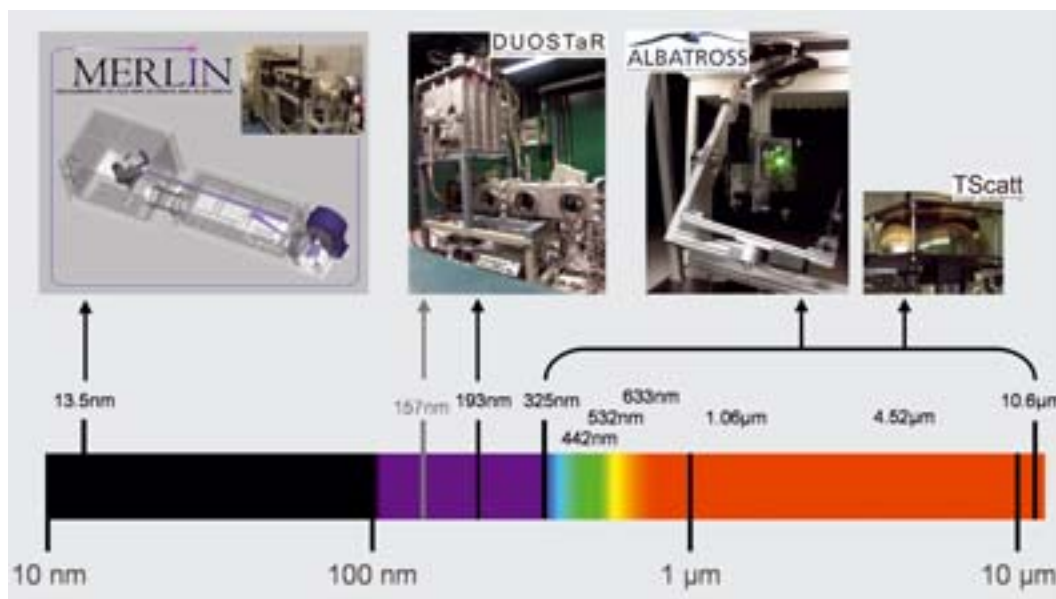 MERLIN
DUOSTaR
ALBATROSS
TScatt
13.5nm
157nm
193nm
325nm
442nm
532nm
633nm
1.06µm
4.52µm
10.6µm
10 nm
100 nm
1 µm
10 µm